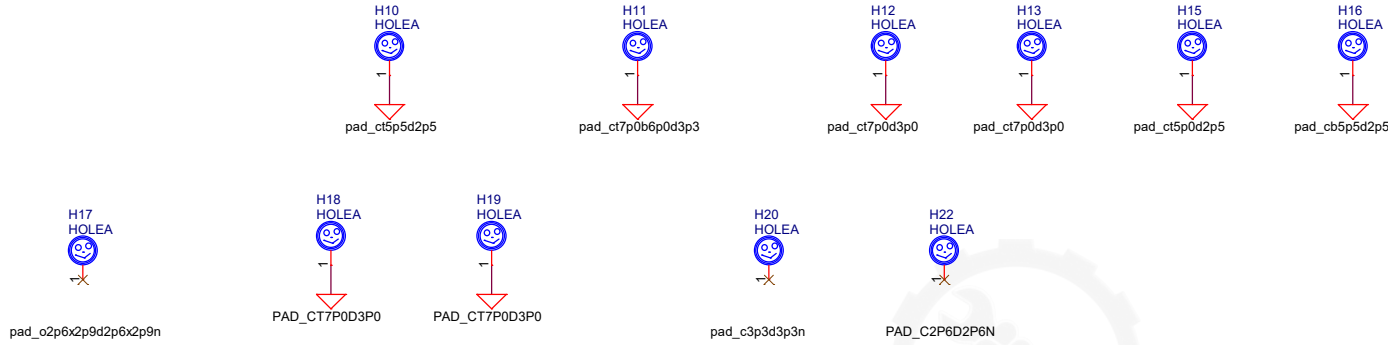 H10
HOLEA
1
pad_ct5p5d2p5
H11
HOLEA
1
pad_ct7p0b6p0d3p3
H12
HOLEA
1
pad_ct7p0d3p0
H13
HOLEA
1
pad_ct7p0d3p0
H15
HOLEA
1
pad_ct5p0d2p5
H16
HOLEA
1
pad_cb5p5d2p5
H17
HOLEA
1
pad_o2p6x2p9d2p6x2p9n
H18
HOLEA
1
PAD_CT7P0D3P0
H19
HOLEA
1
PAD_CT7P0D3P0
H20
HOLEA
1
pad_c3p3d3p3n
H22
HOLEA
1
PAD_C2P6D2P6N